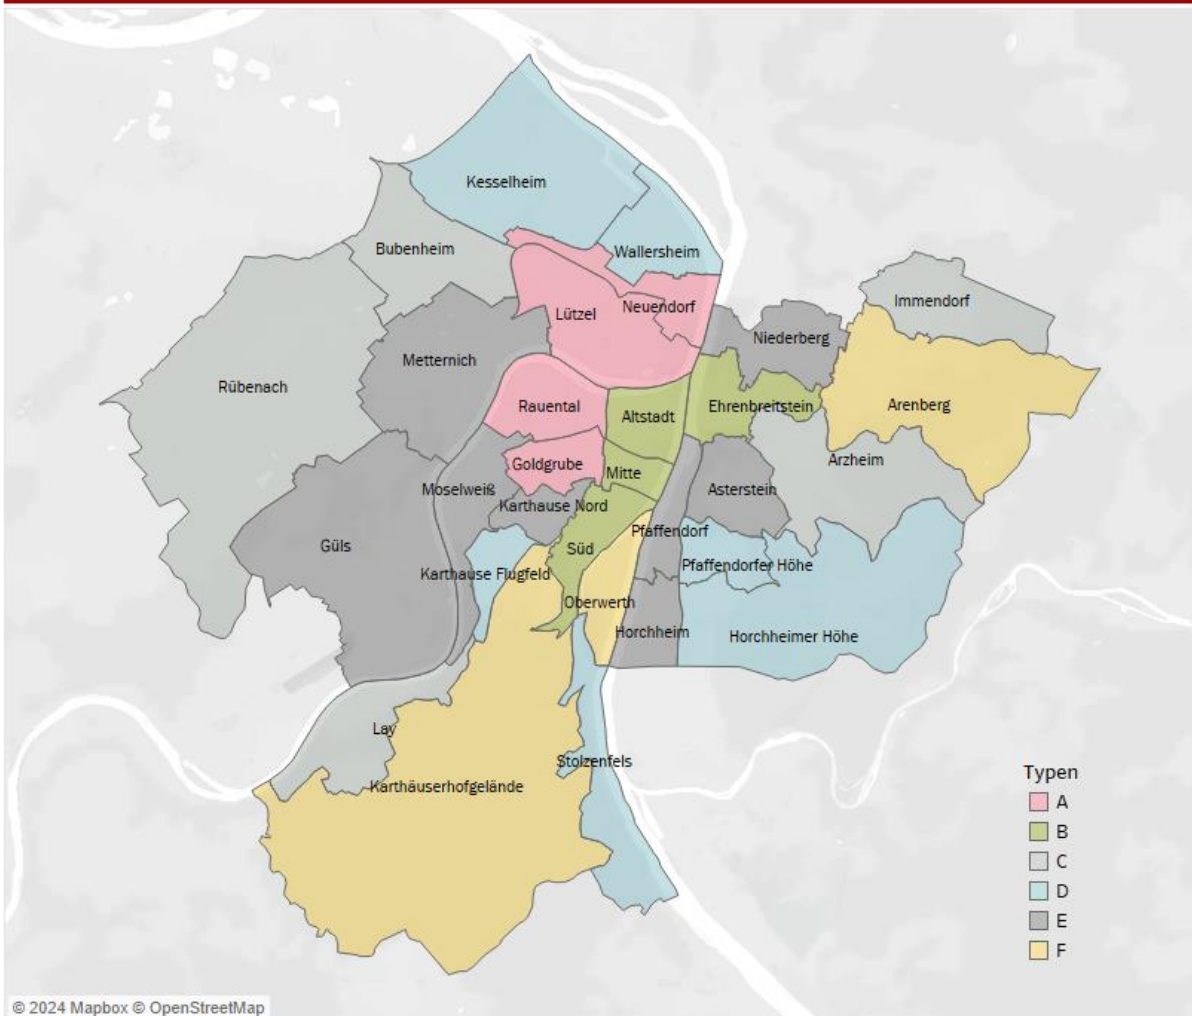 Kesselheim
Bubenheim
Wallersheim
Immendorf
Lützel
Neuendorf
Niederberg
Metternich
Rübenach
Rauental
Altstadt
Ehrenbreitstein
Arenberg
Goldgrube
Mitte
Arzheim
Moselweiß
Karthause Nord
Asterstein
Pfaffendorf
Güls
Süd
Karthause Flugfeld
Pfaffendorfer Höhe
Oberwerth
Horchheim
Horchheimer Höhe
Lay
Stolzenfels
Karthäuserhofgelände
Typen
A
B
C
D
E
F
© 2024 Mapbox © OpenStreetMap